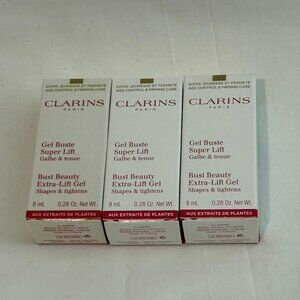 SOINS JEUNESSE ET FERMETÉ
AGE CONTROL & FIRMING CARE
CLARINS
PARIS
Gel Buste
Super Lift
Galbe & tenue
Bust Beauty
Extra-Lift Gel
Shapes & tightens
8 mL 0.28 Oz. Net Wt.
AUX EXTRAITS DE PLANTES
CLARINS
SOINS JEUNESSE ET FERMETÉ
AGE CONTROL & FIRMING CARE
CLARINS
PARIS
Gel Buste
Super Lift
Galbe & tenue
Bust Beauty
Extra-Lift Gel
Shapes & tightens
8 mL 0.28 Oz. Net Wt.
AUX EXTRAITS DE PLANTES
CLARINS
SOINS JEUNESSE ET FERMETÉ
AGE CONTROL & FIRMING CARE
CLARINS
PARIS
Gel Buste
Super Lift
Galbe & tenue
Bust Beauty
Extra-Lift Gel
Shapes & tightens
8 mL 0.28 Oz. Net Wt.
AUX EXTRAITS DE PLANTES
CLARINS